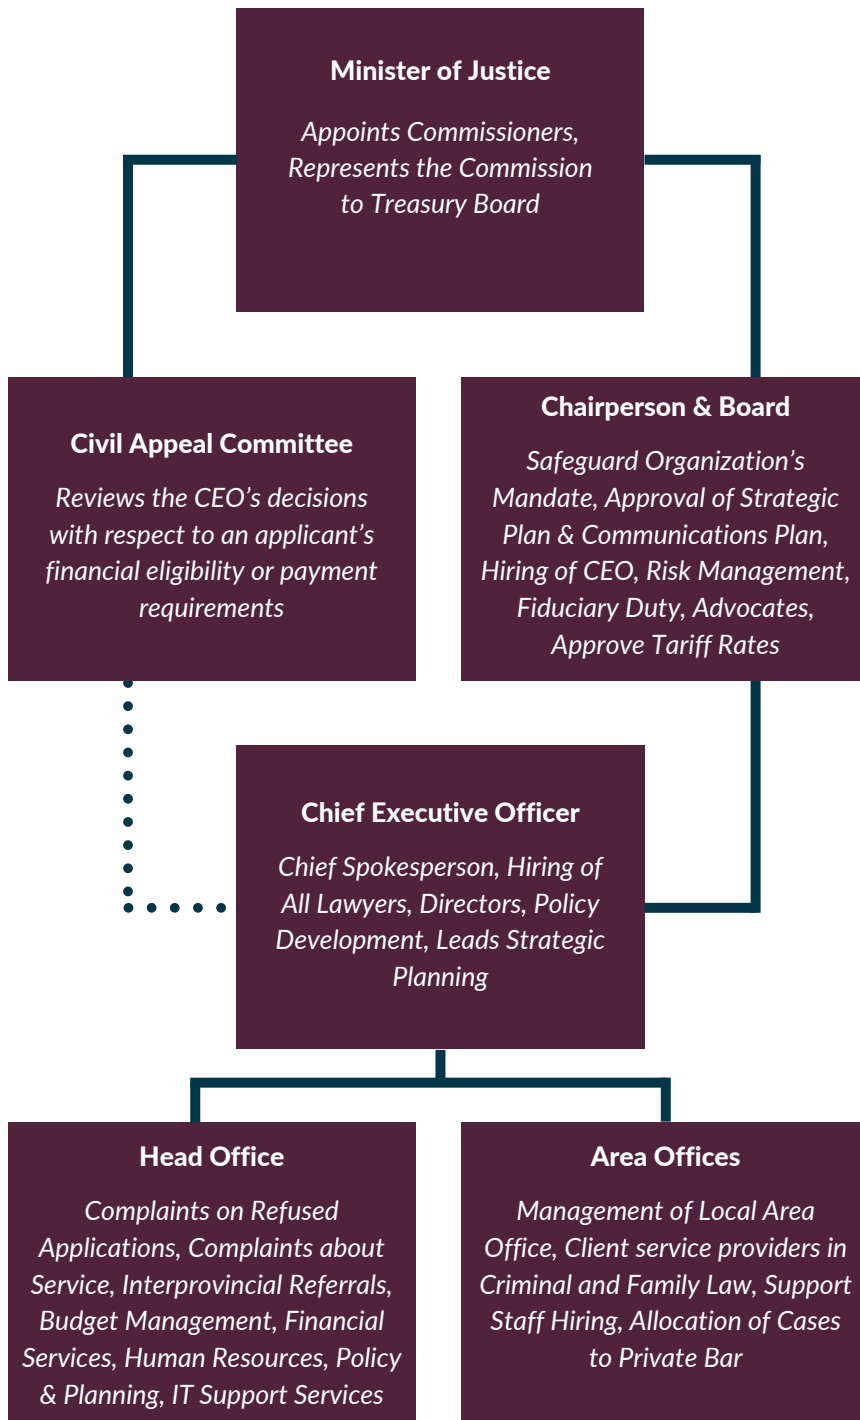 Minister of Justice
Appoints Commissioners,
Represents the Commission
to Treasury Board
Civil Appeal Committee
Reviews the CEO’s decisions
with respect to an applicant’s
financial eligibility or payment
requirements
Chairperson & Board
Safeguard Organization’s
Mandate, Approval of Strategic
Plan & Communications Plan,
Hiring of CEO, Risk Management,
Fiduciary Duty, Advocates,
Approve Tariff Rates
Chief Executive Officer
Chief Spokesperson, Hiring of
All Lawyers, Directors, Policy
Development, Leads Strategic
Planning
Head Office
Complaints on Refused
Applications, Complaints about
Service, Interprovincial Referrals,
Budget Management, Financial
Services, Human Resources, Policy
& Planning, IT Support Services
Area Offices
Management of Local Area
Office, Client service providers in
Criminal and Family Law, Support
Staff Hiring, Allocation of Cases
to Private Bar